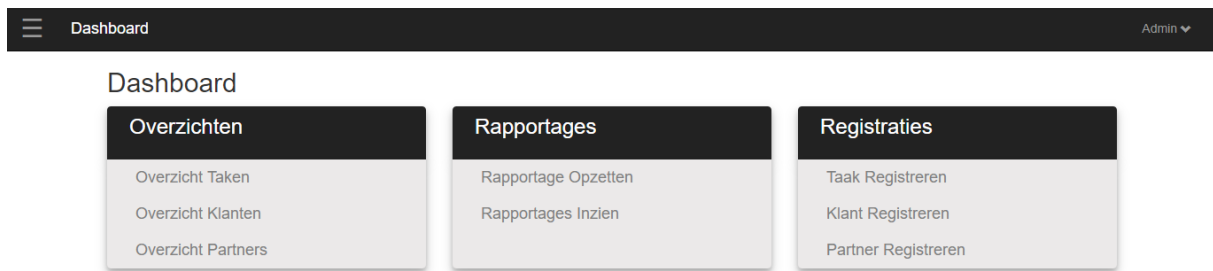 Dashboard
Admin
Dashboard
Overzichten
Overzicht Taken
Overzicht Klanten
Overzicht Partners
Rapportages
Rapportage Opzetten
Rapportages Inzien
Registraties
Taak Registreren
Klant Registreren
Partner Registreren